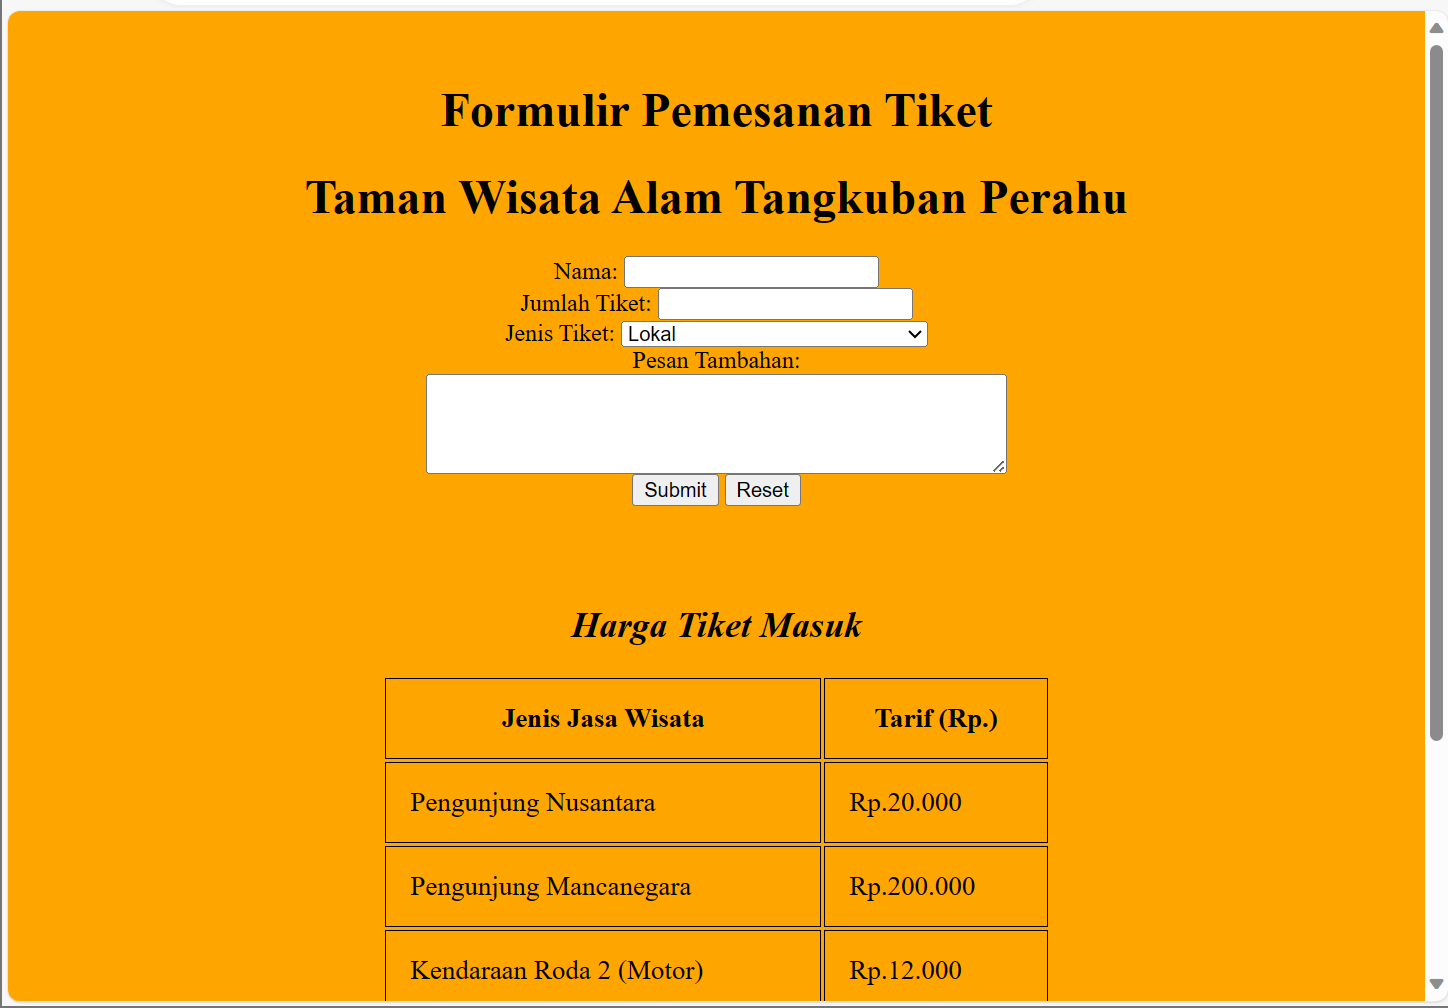 Formulir Pemesanan Tiket
Taman Wisata Alam Tangkuban Perahu
Nama:
Jumlah Tiket:
Jenis Tiket: Lokal
Pesan Tambahan:
Submit Reset
Harga Tiket Masuk
Jenis Jasa Wisata Tarif (Rp.)
Pengunjung Nusantara Rp.20.000
Pengunjung Mancanegara Rp.200.000
Kendaraan Roda 2 (Motor) Rp.12.000